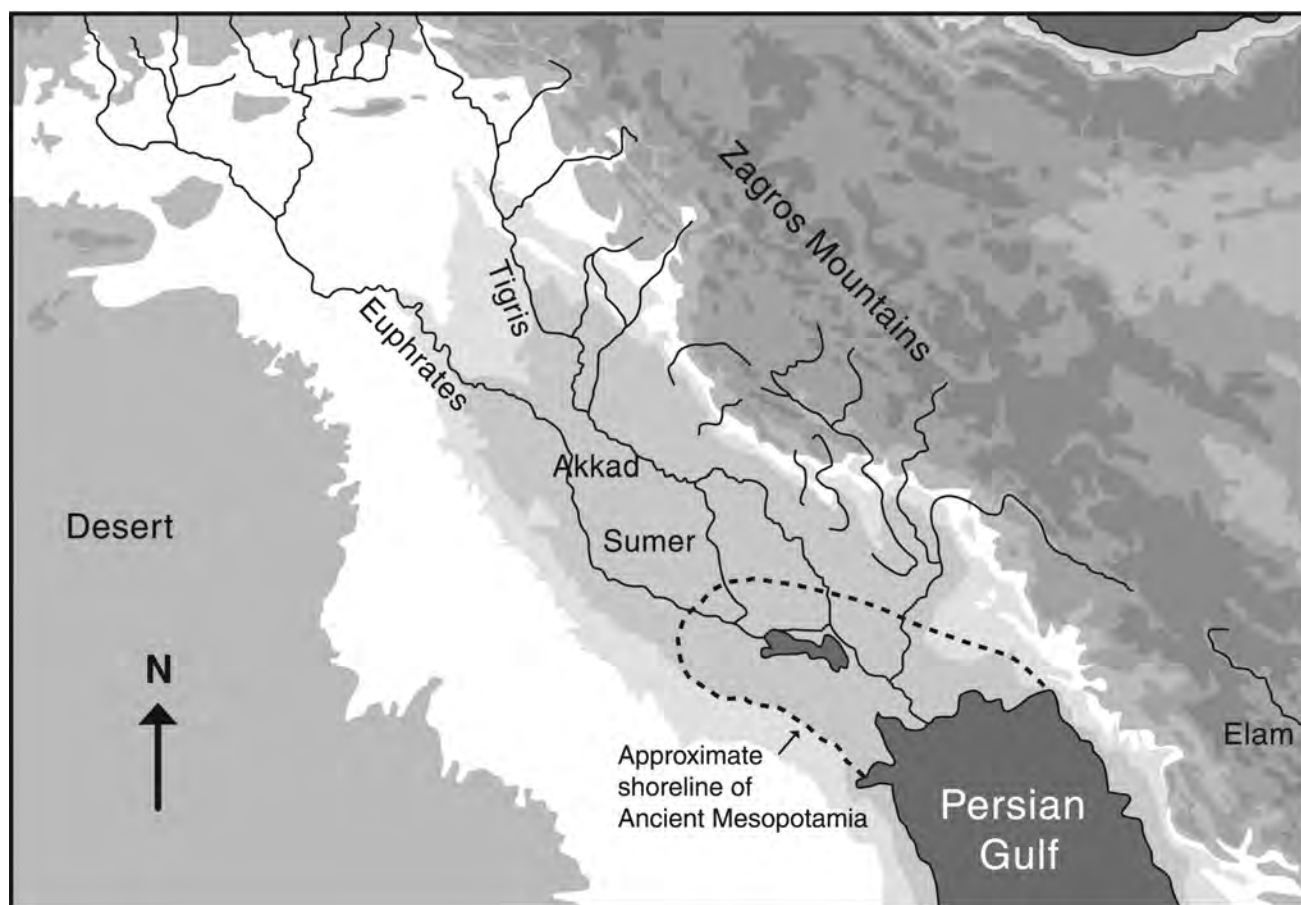 Zagros Mountains
Tigris
Euphrates
Akkad
Desert
Sumer
N
Elam
Approximate
shoreline of
Ancient Mesopotamia
Persian
Gulf